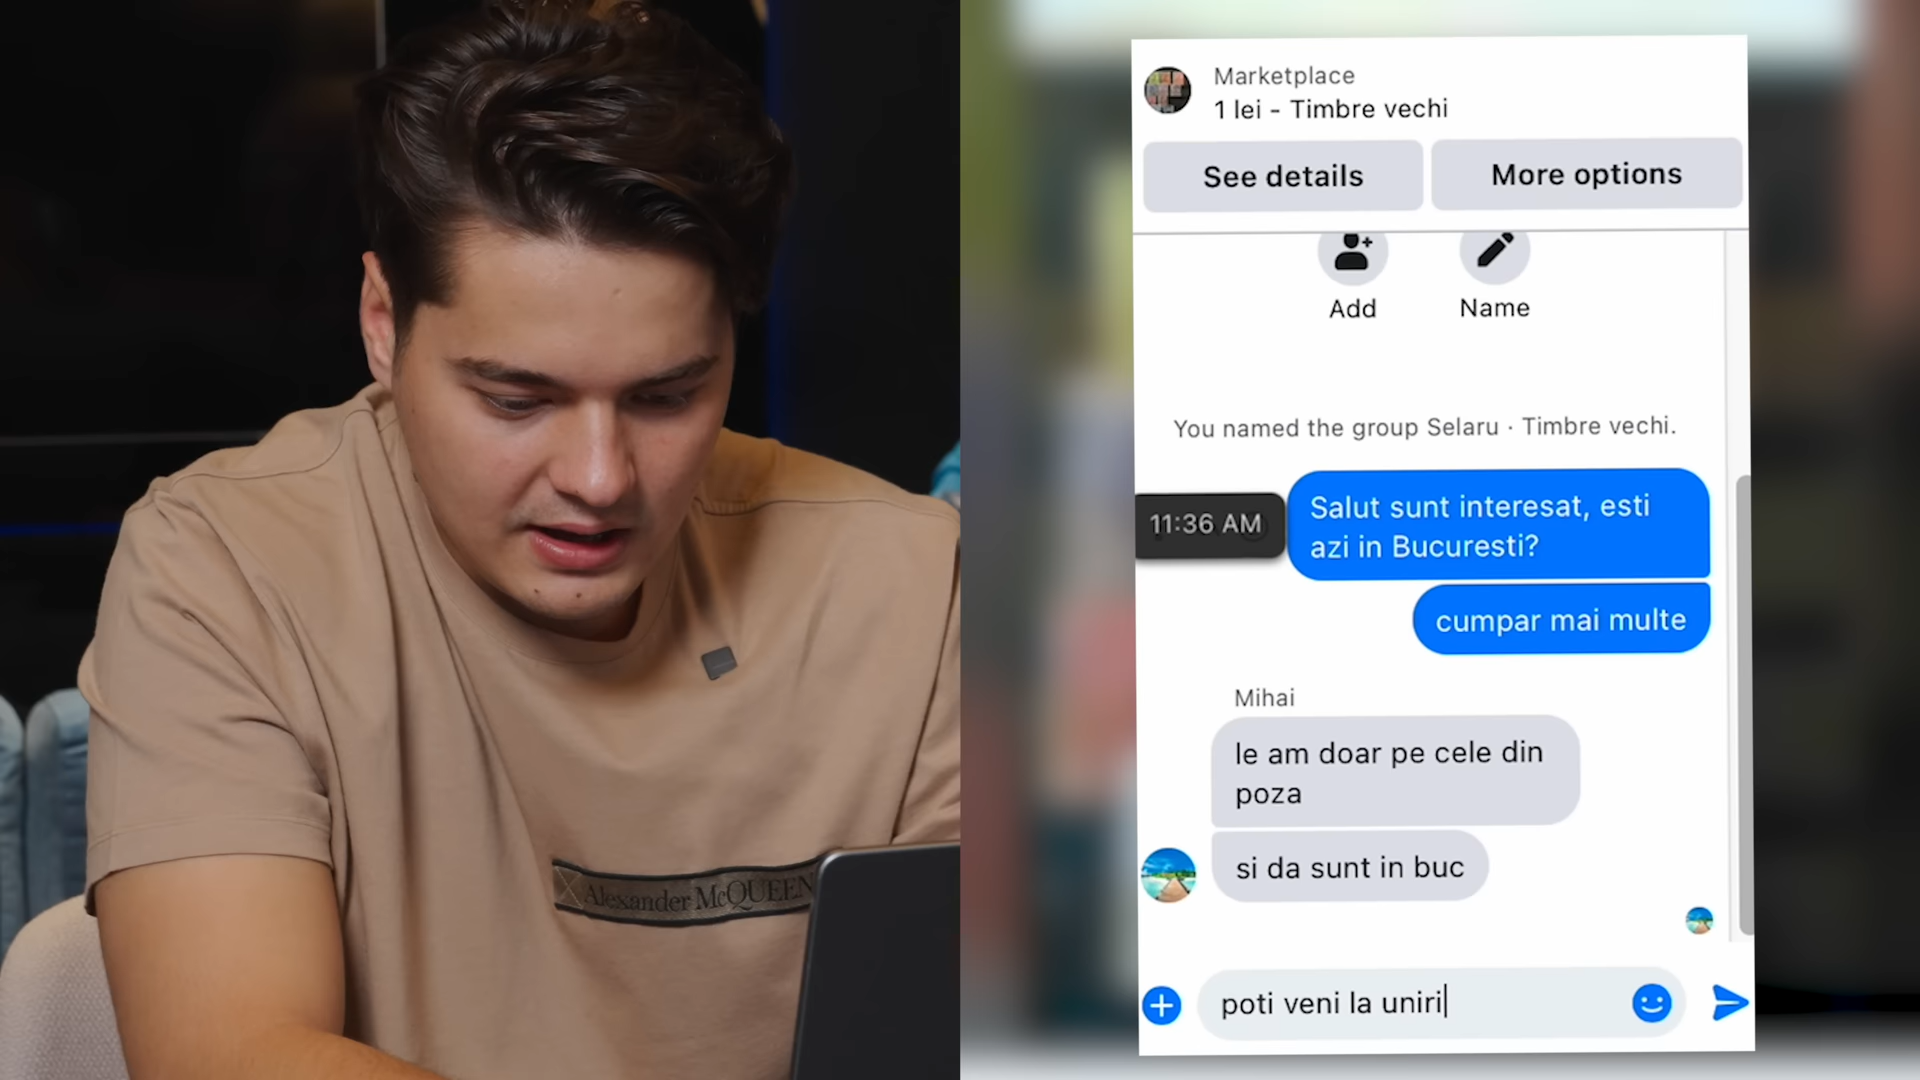 Marketplace
1 lei - Timbre vechi
See details
More options
Add
Name
You named the group Selaru · Timbre vechi.
11:36 AM
Salut sunt interesat, esti
azi in Bucuresti?
cumpar mai multe
Mihai
le am doar pe cele din
poza
si da sunt in buc
poti veni la uniri
Alexander McQUEEN